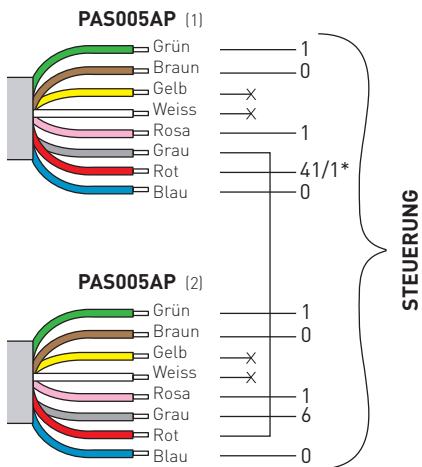 PAS005AP (1)
Grün 1
Braun 0
Gelb
Weiss
Rosa 1
Grau
Rot 41/1*
Blau 0
STEUERUNG
PAS005AP (2)
Grün 1
Braun 0
Gelb
Weiss
Rosa 1
Grau 6
Rot
Blau 0